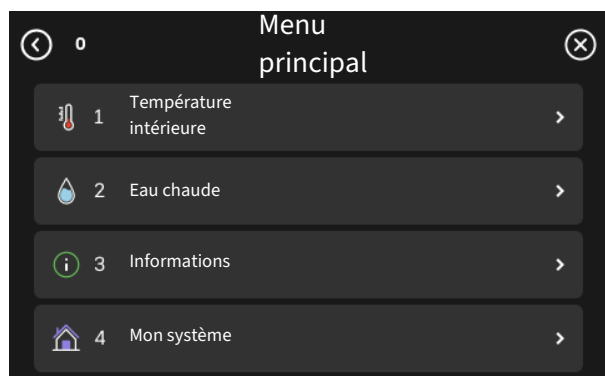 0
Menu
principal
1
Température
intérieure
2
Eau chaude
3
Informations
4
Mon système